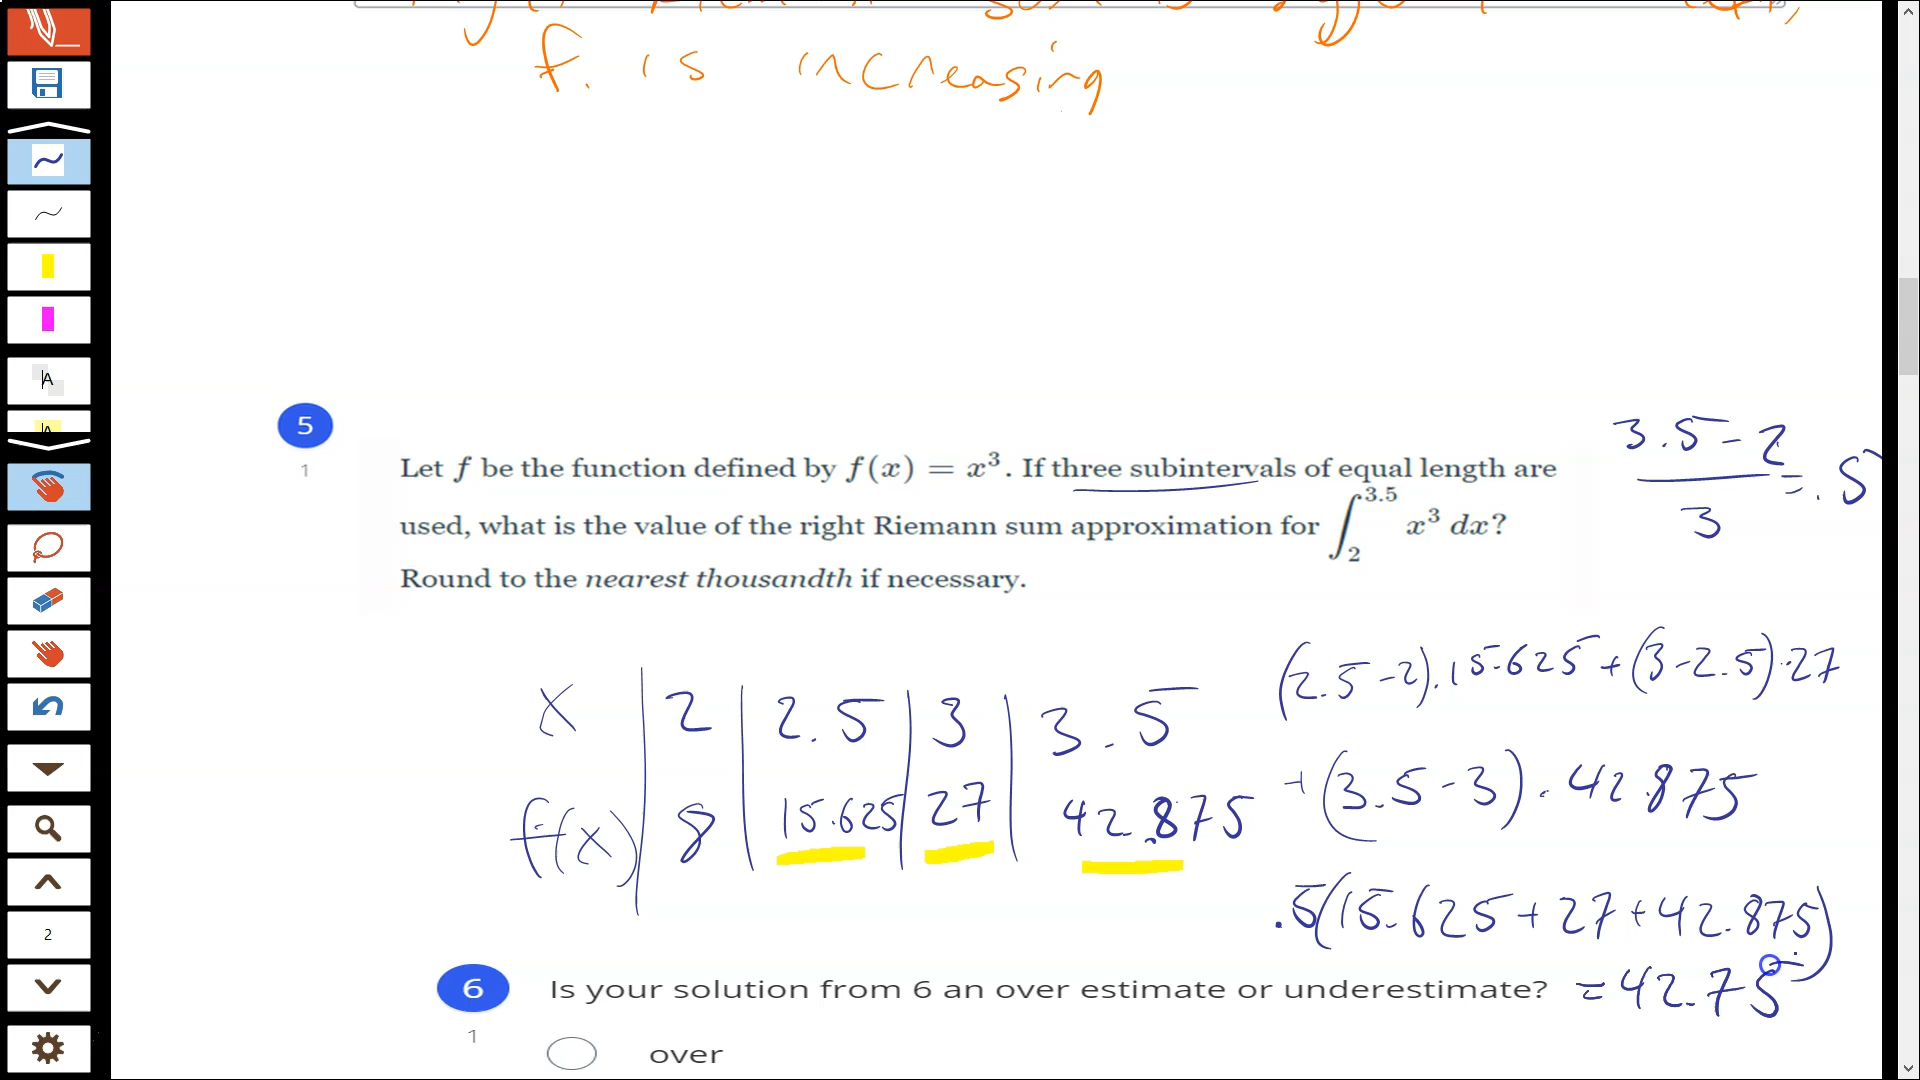 f. is increasing
5
1
Let f be the function defined by f(x) = x³. If three subintervals of equal length are
used, what is the value of the right Riemann sum approximation for ∫₂^3.5 x³ dx?
Round to the nearest thousandth if necessary.
3.5 - 2
3
= .5
x | 2 | 2.5 | 3 | 3.5
f(x) | 8 | 15.625 | 27 | 42.875
(2.5-2).15.625 + (3-2.5).27
+ (3.5-3). 42.875
.5(15.625 + 27 + 42.875)
= 42.75
6
1
Is your solution from 6 an over estimate or underestimate?
over
A
A
2